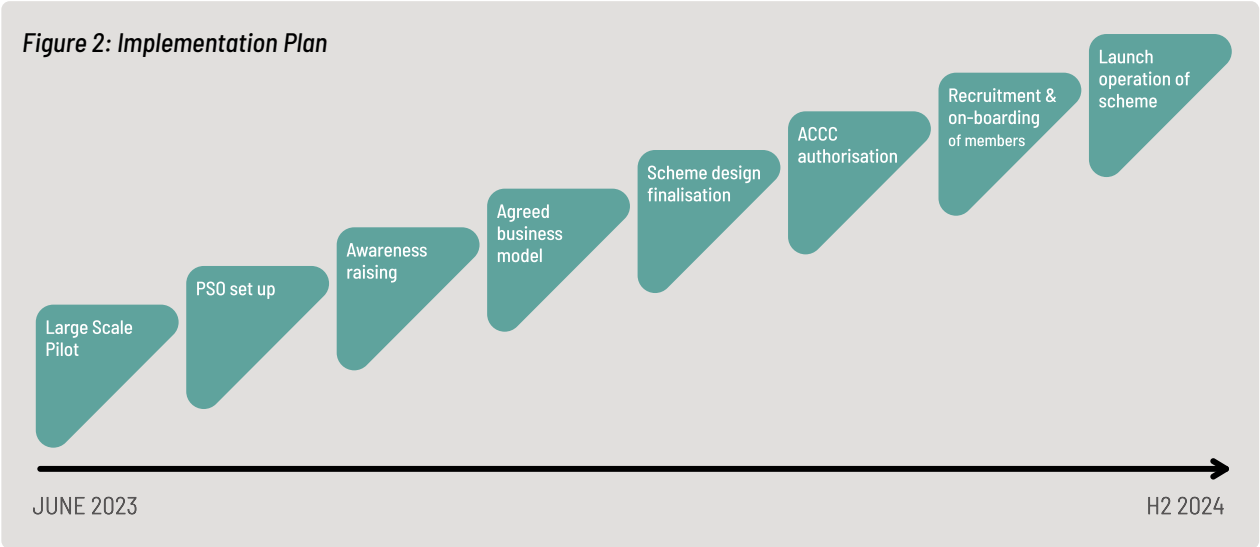 Figure 2: Implementation Plan
Large Scale
Pilot
PSO set up
Awareness
raising
Agreed
business
model
Scheme design
finalisation
ACCC
authorisation
Recruitment &
on-boarding
of members
Launch
operation of
scheme
JUNE 2023
H2 2024